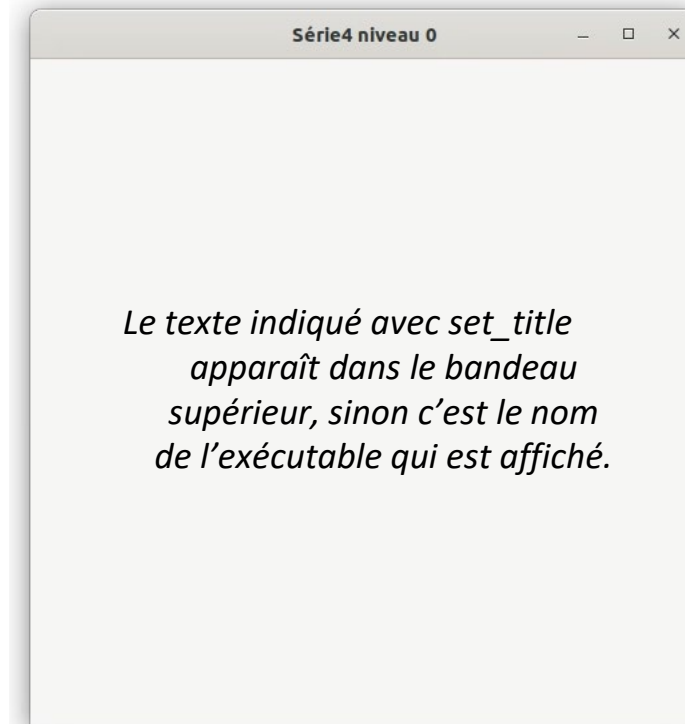 Série4 niveau 0
Le texte indiqué avec set_title
apparaît dans le bandeau
supérieur, sinon c’est le nom
de l’exécutable qui est affiché.